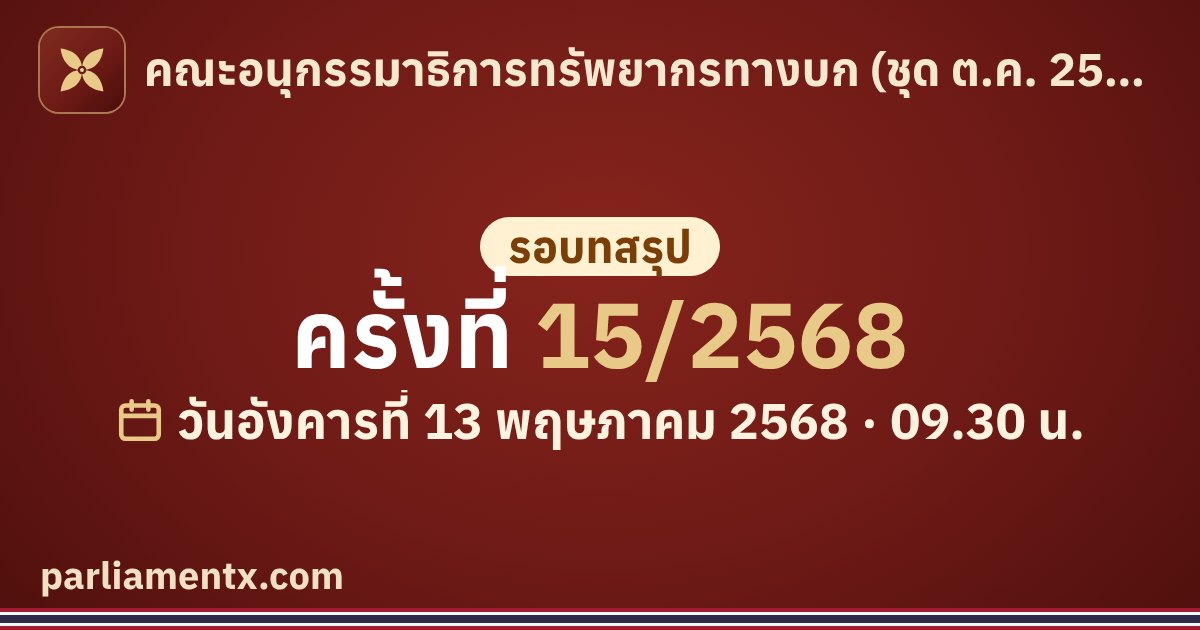 คณะอนุกรรมาธิการทรัพยากรทางบก (ชุด ต.ค. 25...
รอบทสรุป
ครั้งที่ 15/2568
วันอังคารที่ 13 พฤษภาคม 2568 · 09.30 น.
parliamentx.com